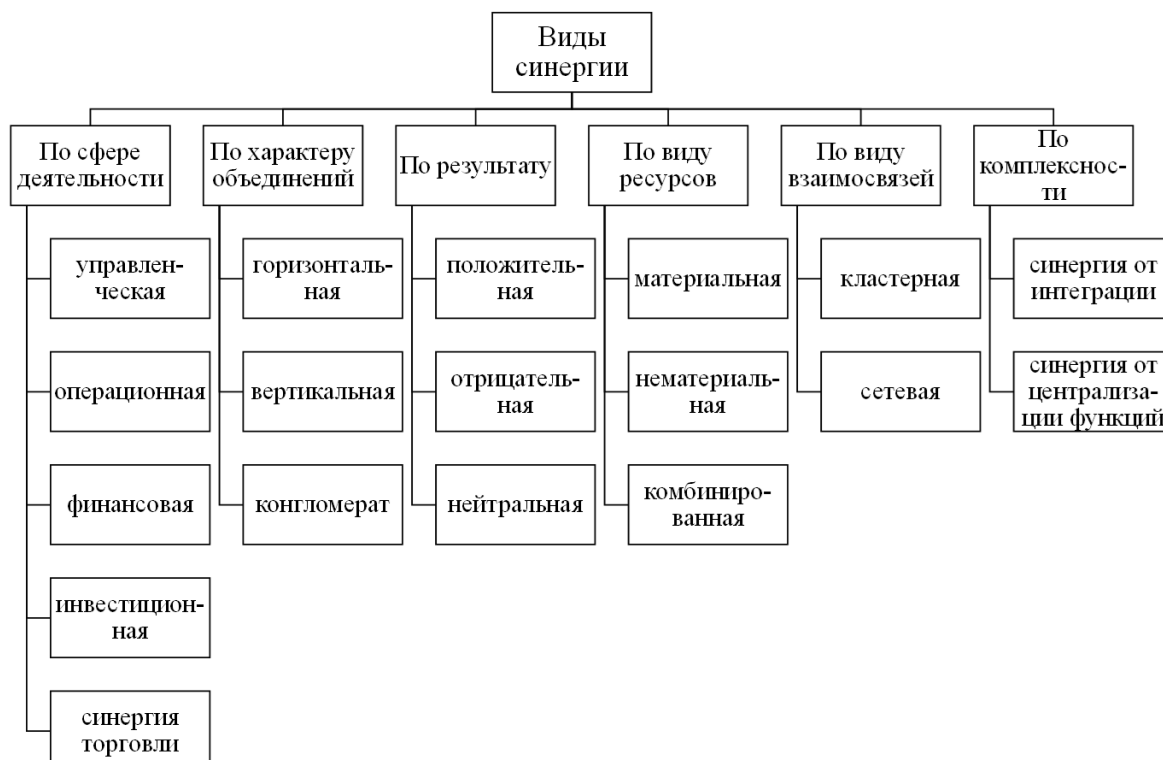 Виды
синергии
По сфере
деятельности
управлен-
ческая
операционная
финансовая
инвестицион-
ная
синергия
торговли
По характеру
объединений
горизонталь-
ная
вертикальная
конгломерат
По результату
положитель-
ная
отрицатель-
ная
нейтральная
По виду
ресурсов
материальная
нематериаль-
ная
комбиниро-
ванная
По виду
взаимосвязей
кластерная
сетевая
По
комплекснос-
ти
синергия от
интеграции
синергия от
централиза-
ции функций